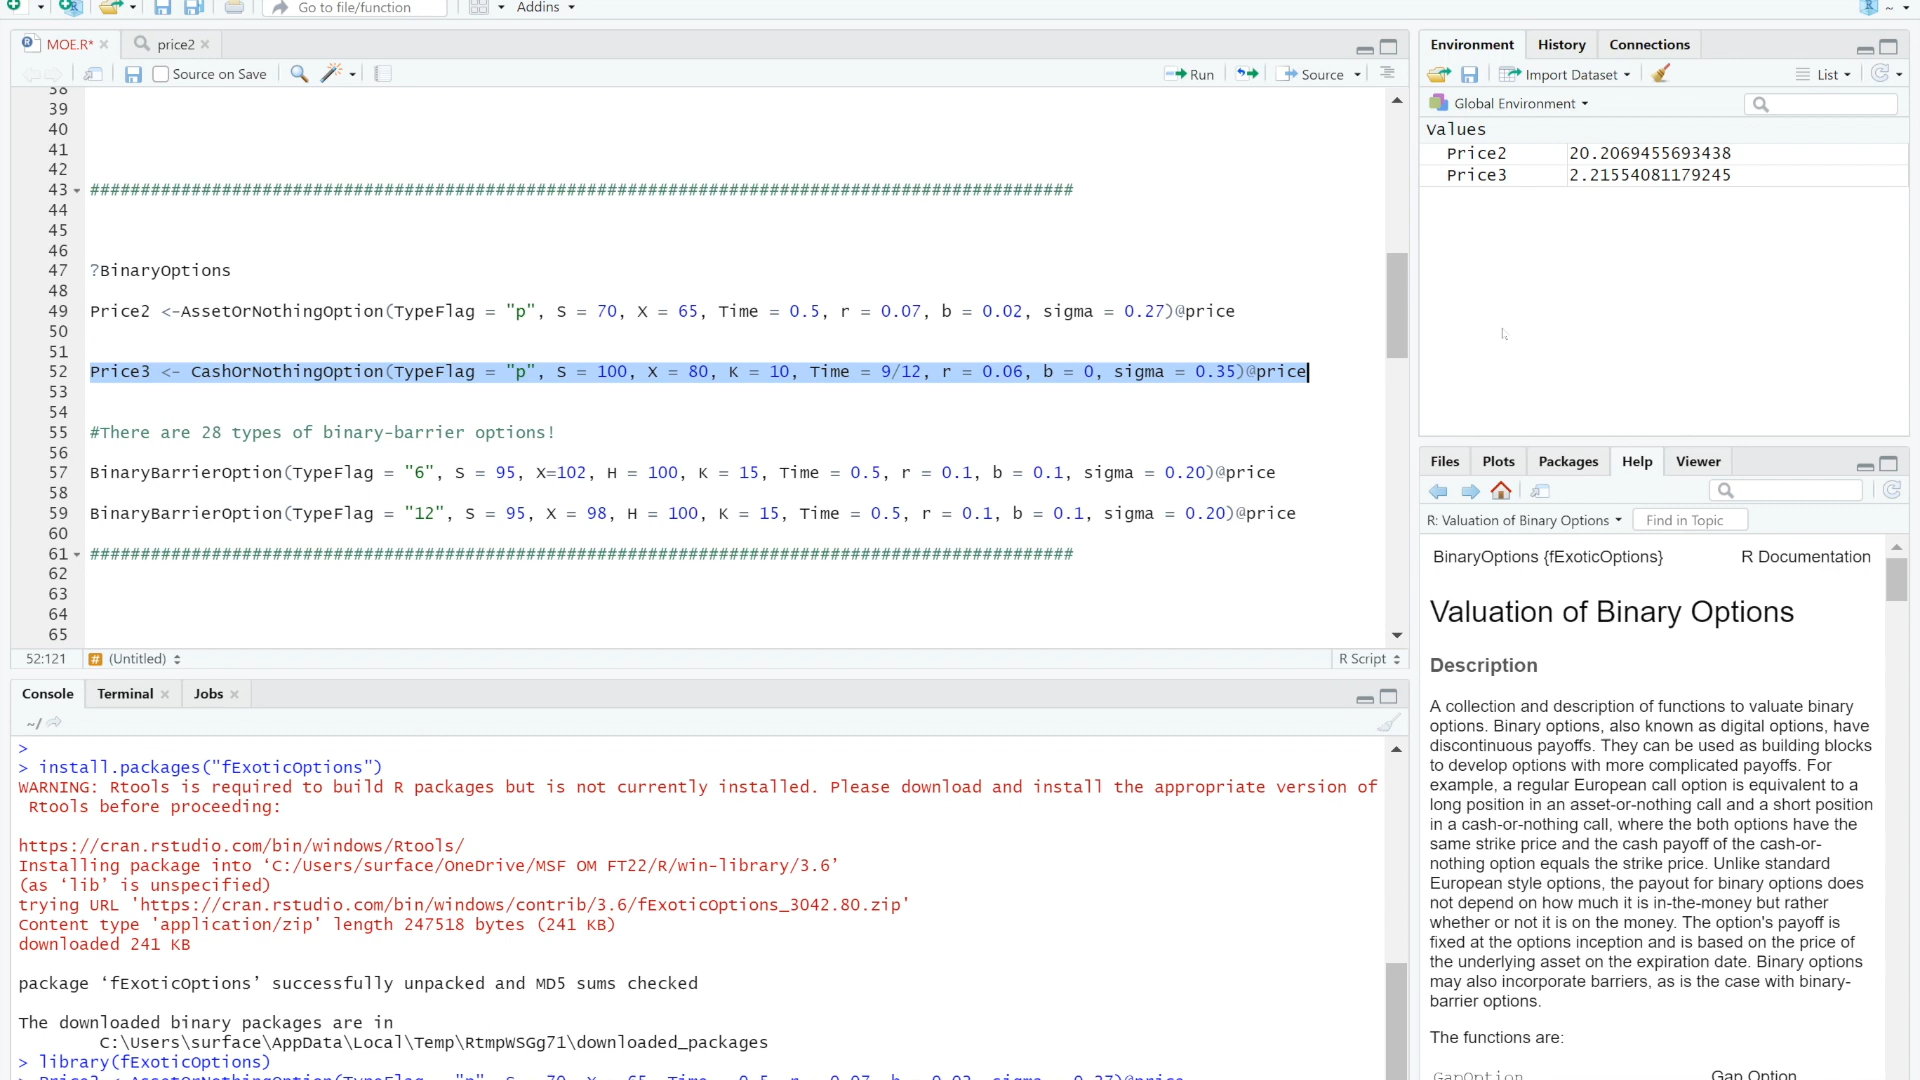 Go to file/function
Addins
~
MOE.R*
price2
Source on Save
Run
Source
38
39
40
41
42
43 #################################################################################################
44
45
46
47 ?BinaryOptions
48
49 Price2 <-AssetOrNothingOption(TypeFlag = "p", S = 70, X = 65, Time = 0.5, r = 0.07, b = 0.02, sigma = 0.27)@price
50
51
52 Price3 <- CashOrNothingOption(TypeFlag = "p", S = 100, X = 80, K = 10, Time = 9/12, r = 0.06, b = 0, sigma = 0.35)@price
53
54
55 #There are 28 types of binary-barrier options!
56
57 BinaryBarrierOption(TypeFlag = "6", S = 95, X=102, H = 100, K = 15, Time = 0.5, r = 0.1, b = 0.1, sigma = 0.20)@price
58
59 BinaryBarrierOption(TypeFlag = "12", S = 95, X = 98, H = 100, K = 15, Time = 0.5, r = 0.1, b = 0.1, sigma = 0.20)@price
60
61 #################################################################################################
62
63
64
65
52:121 (Untitled) R Script
Console Terminal Jobs
~/
>
> install.packages("fExoticOptions")
WARNING: Rtools is required to build R packages but is not currently installed. Please download and install the appropriate version of
Rtools before proceeding:
https://cran.rstudio.com/bin/windows/Rtools/
Installing package into ‘C:/Users/surface/OneDrive/MSF OM FT22/R/win-library/3.6’
(as ‘lib’ is unspecified)
trying URL 'https://cran.rstudio.com/bin/windows/contrib/3.6/fExoticOptions_3042.80.zip'
Content type 'application/zip' length 247518 bytes (241 KB)
downloaded 241 KB
package ‘fExoticOptions’ successfully unpacked and MD5 sums checked
The downloaded binary packages are in
C:\Users\surface\AppData\Local\Temp\RtmpWSGg71\downloaded_packages
> library(fExoticOptions)
> Price2 <-AssetOrNothingOption(TypeFlag = "p", S = 70, X = 65, Time = 0.5, r = 0.07, b = 0.02, sigma = 0.27)@price
Environment History Connections
Import Dataset List
Global Environment
Values
Price2 20.2069455693438
Price3 2.21554081179245
Files Plots Packages Help Viewer
R: Valuation of Binary Options Find in Topic
BinaryOptions {fExoticOptions} R Documentation
Valuation of Binary Options
Description
A collection and description of functions to valuate binary
options. Binary options, also known as digital options, have
discontinuous payoffs. They can be used as building blocks
to develop options with more complicated payoffs. For
example, a regular European call option is equivalent to a
long position in an asset-or-nothing call and a short position
in a cash-or-nothing call, where the both options have the
same strike price and the cash payoff of the cash-or-
nothing option equals the strike price. Unlike standard
European style options, the payout for binary options does
not depend on how much it is in-the-money but rather
whether or not it is on the money. The option's payoff is
fixed at the options inception and is based on the price of
the underlying asset on the expiration date. Binary options
may also incorporate barriers, as is the case with binary-
barrier options.
The functions are:
GapOption Gap Option